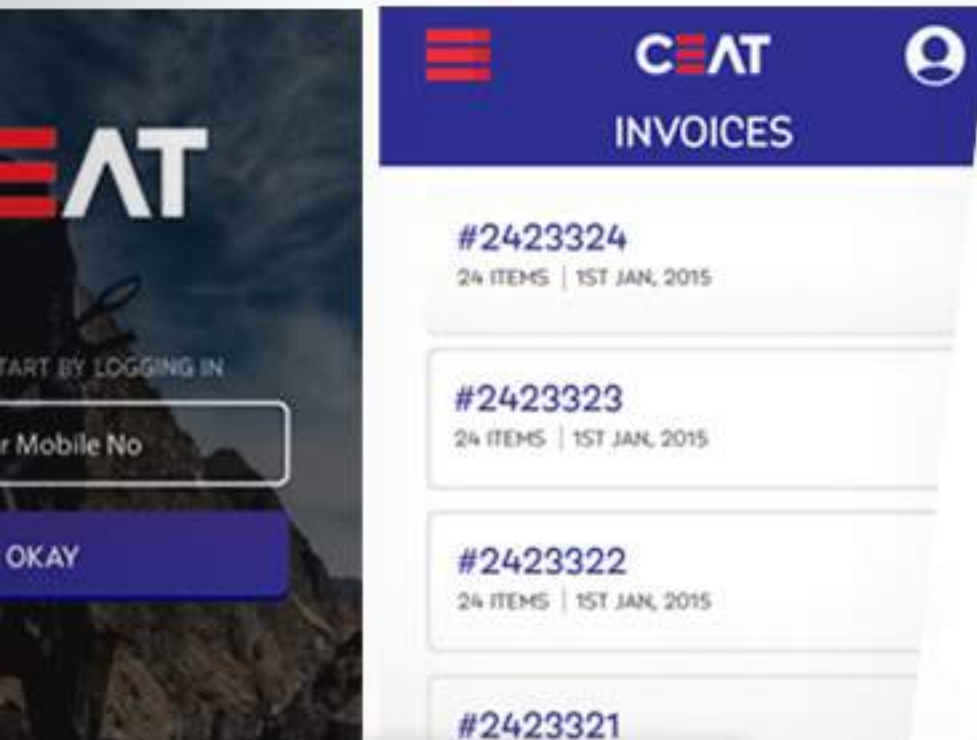 EAT
TART BY LOGGING IN
r Mobile No
OKAY
CEAT
INVOICES
#2423324
24 ITEMS | 1ST JAN, 2015
#2423323
24 ITEMS | 1ST JAN, 2015
#2423322
24 ITEMS | 1ST JAN, 2015
#2423321